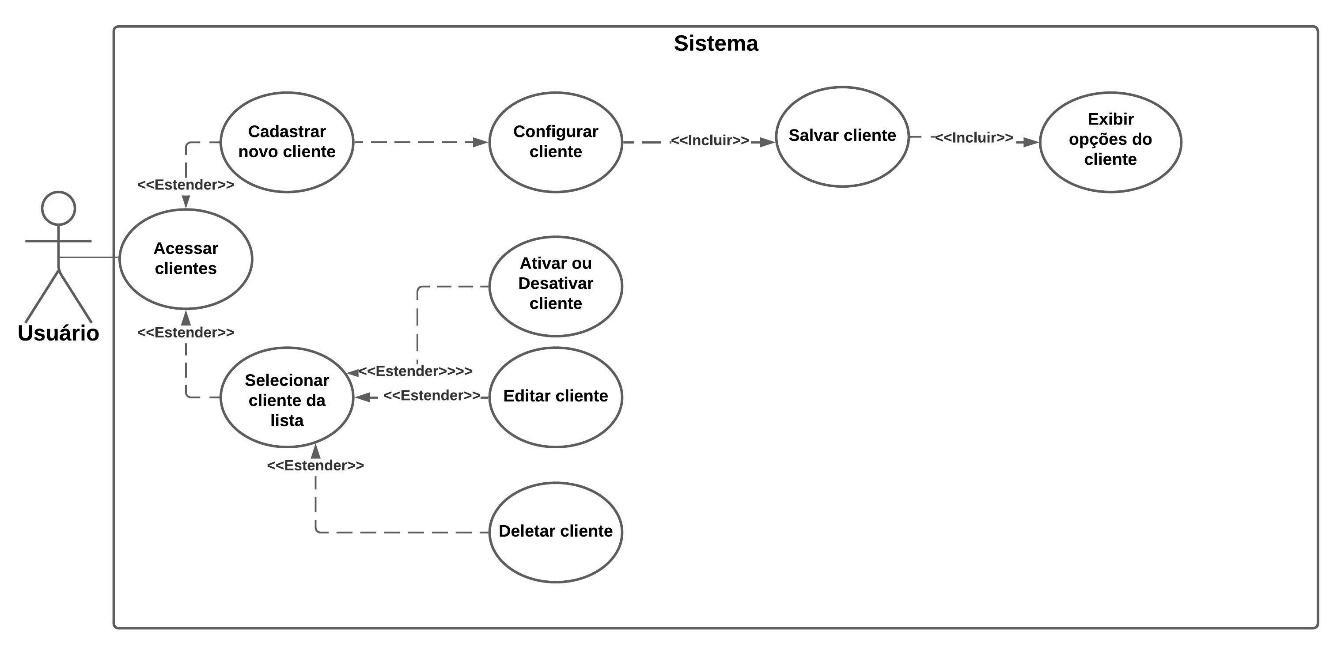 Sistema
Cadastrar
novo cliente
Configurar
cliente
<<Incluir>>
Salvar cliente
<<Incluir>>
Exibir
opções do
cliente
<<Estender>>
Acessar
clientes
Usuário
<<Estender>>
Ativar ou
Desativar
cliente
Selecionar
cliente da
lista
<<Estender>>>>
<<Estender>>
Editar cliente
<<Estender>>
Deletar cliente